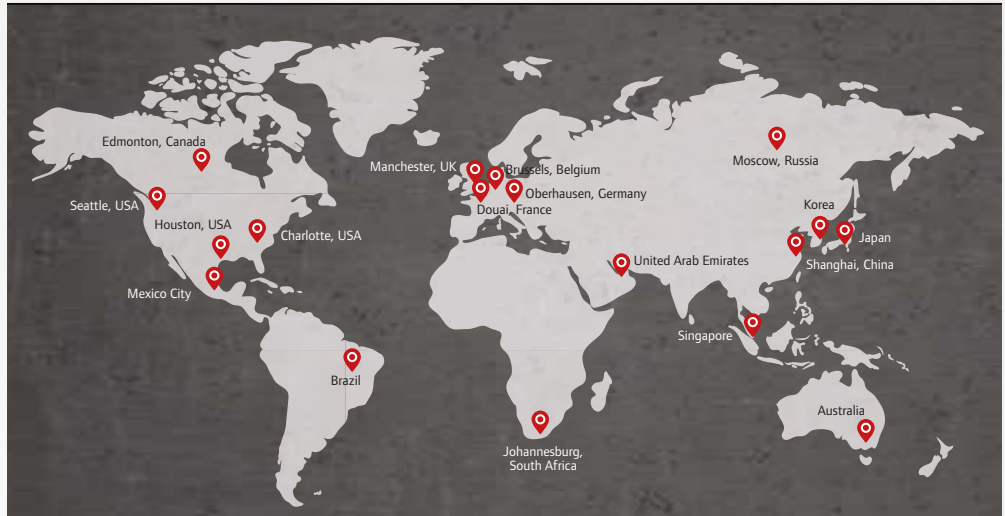 Edmonton, Canada
Seattle, USA
Houston, USA
Charlotte, USA
Mexico City
Brazil
Manchester, UK
Brussels, Belgium
Oberhausen, Germany
Douai, France
Moscow, Russia
Korea
Japan
Shanghai, China
United Arab Emirates
Singapore
Australia
Johannesburg,
South Africa